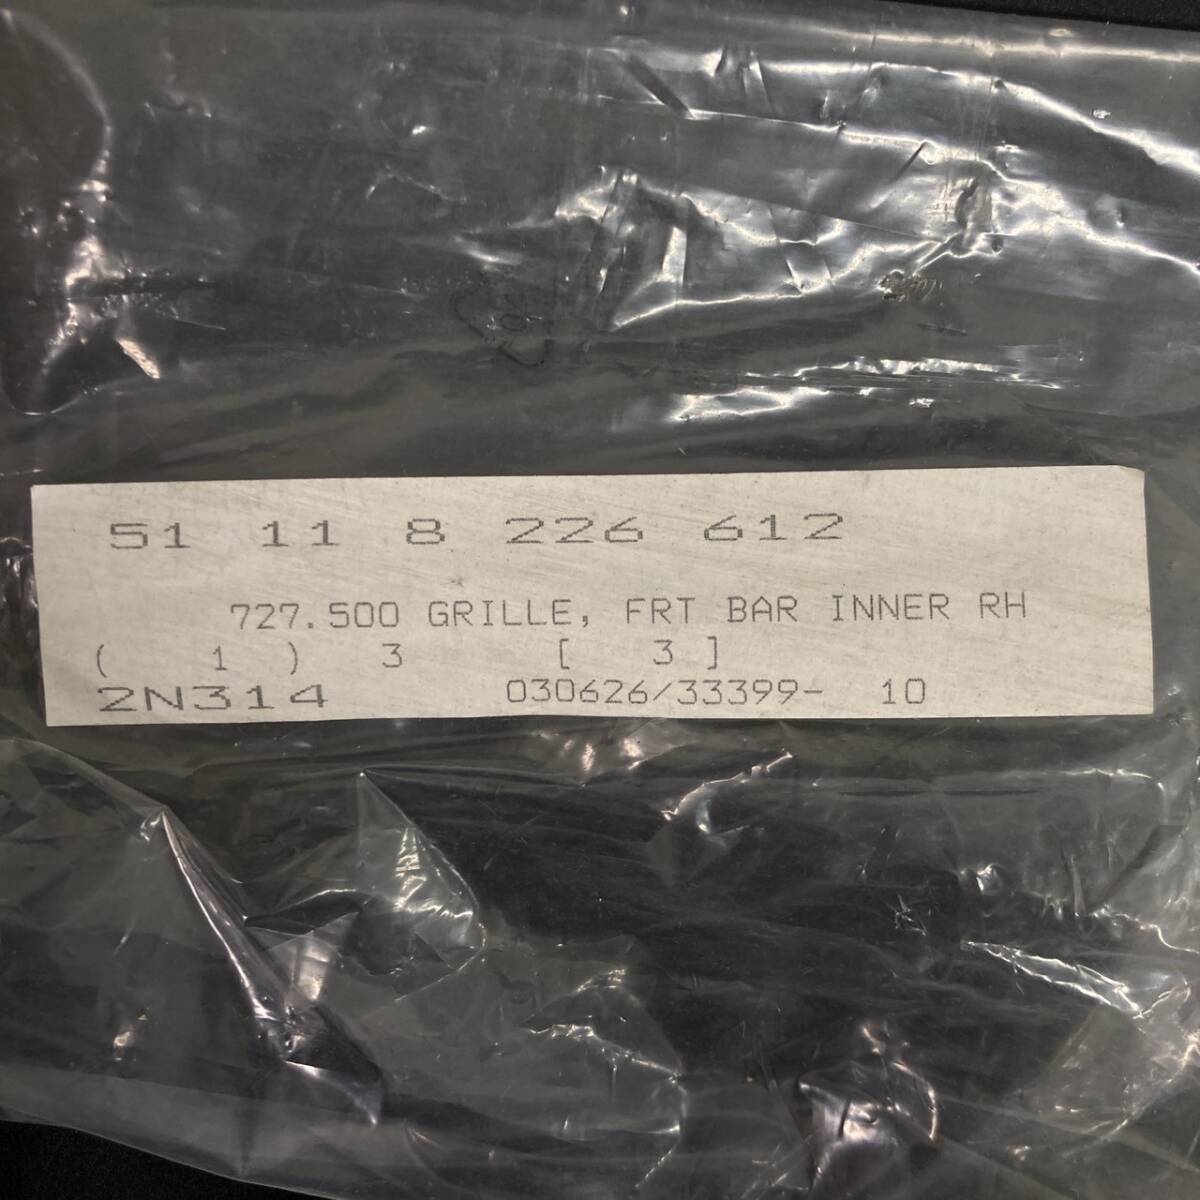 51 11 8 226 612
727.500 GRILLE, FRT BAR INNER RH
( 1 ) 3 [ 3 ]
2N314 030626/33399- 10